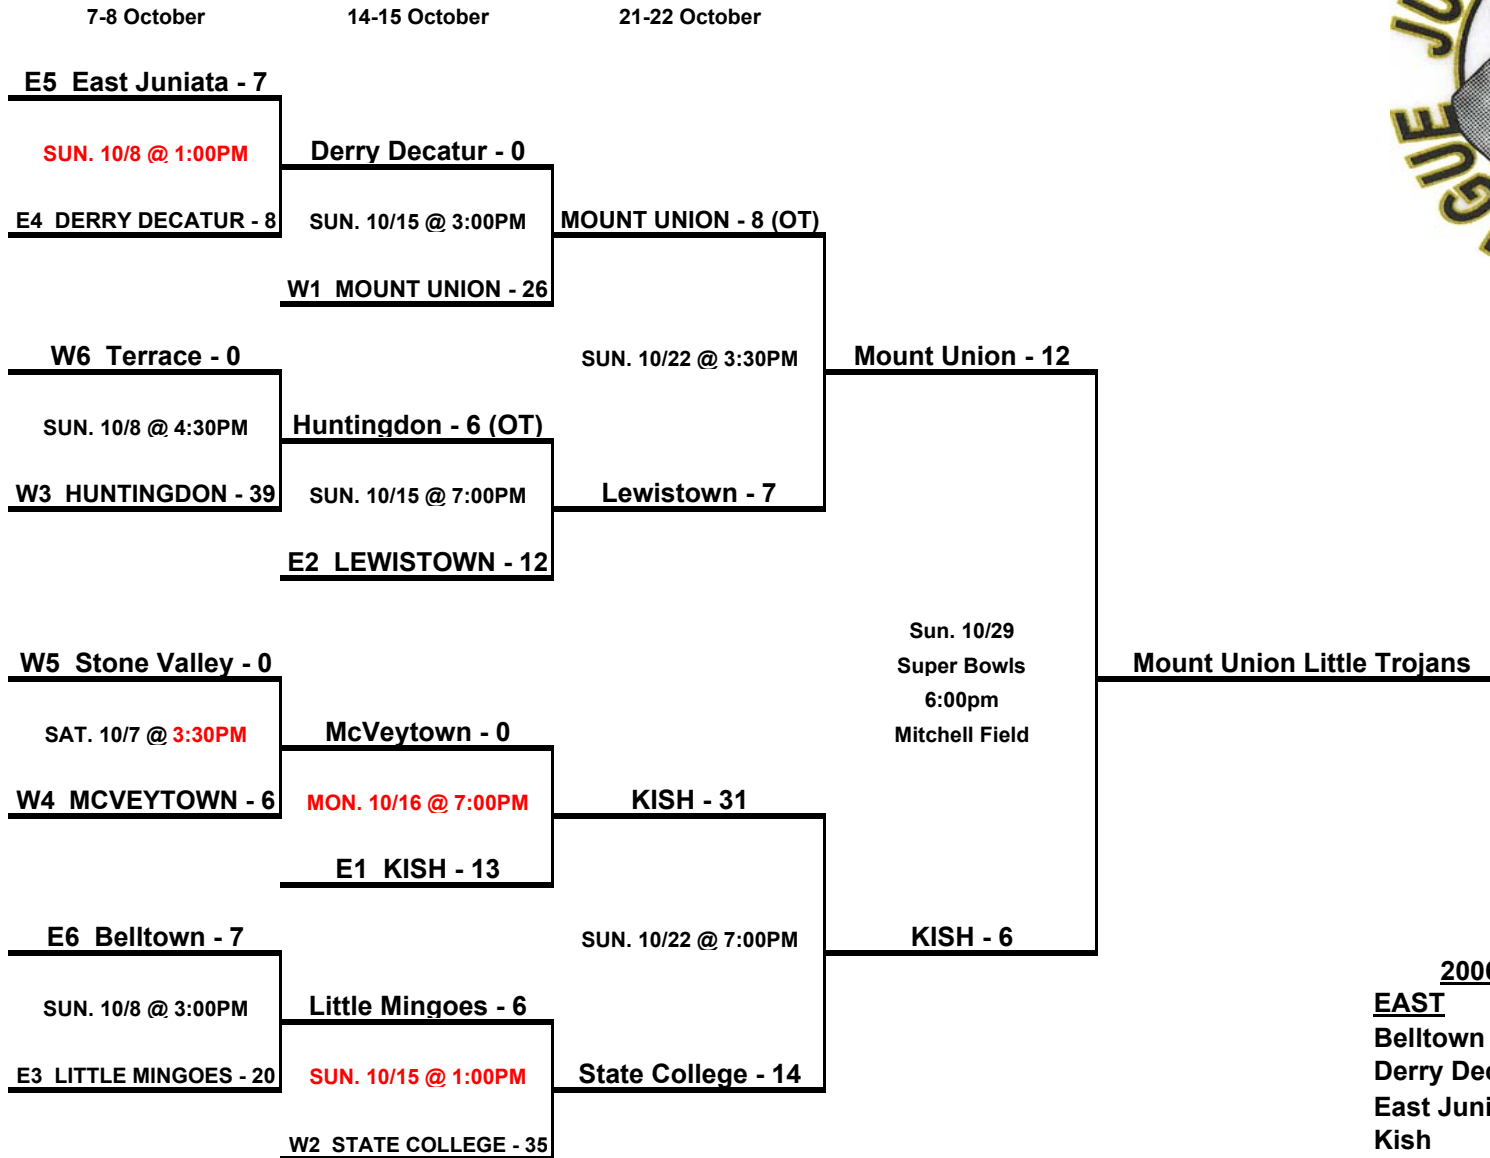 7-8 October 14-15 October 21-22 October
E5 East Juniata - 7
SUN. 10/8 @ 1:00PM
E4 DERRY DECATUR - 8
Derry Decatur - 0
SUN. 10/15 @ 3:00PM
W1 MOUNT UNION - 26
MOUNT UNION - 8 (OT)
W6 Terrace - 0
SUN. 10/8 @ 4:30PM
W3 HUNTINGDON - 39
Huntingdon - 6 (OT)
SUN. 10/15 @ 7:00PM
E2 LEWISTOWN - 12
SUN. 10/22 @ 3:30PM
Lewistown - 7
Mount Union - 12
W5 Stone Valley - 0
SAT. 10/7 @ 3:30PM
W4 MCVEYTOWN - 6
McVeytown - 0
MON. 10/16 @ 7:00PM
E1 KISH - 13
KISH - 31
E6 Belltown - 7
SUN. 10/8 @ 3:00PM
E3 LITTLE MINGOES - 20
Little Mingoes - 6
SUN. 10/15 @ 1:00PM
W2 STATE COLLEGE - 35
SUN. 10/22 @ 7:00PM
State College - 14
KISH - 6
Sun. 10/29
Super Bowls
6:00pm
Mitchell Field
Mount Union Little Trojans
EAST
Belltown
Kish